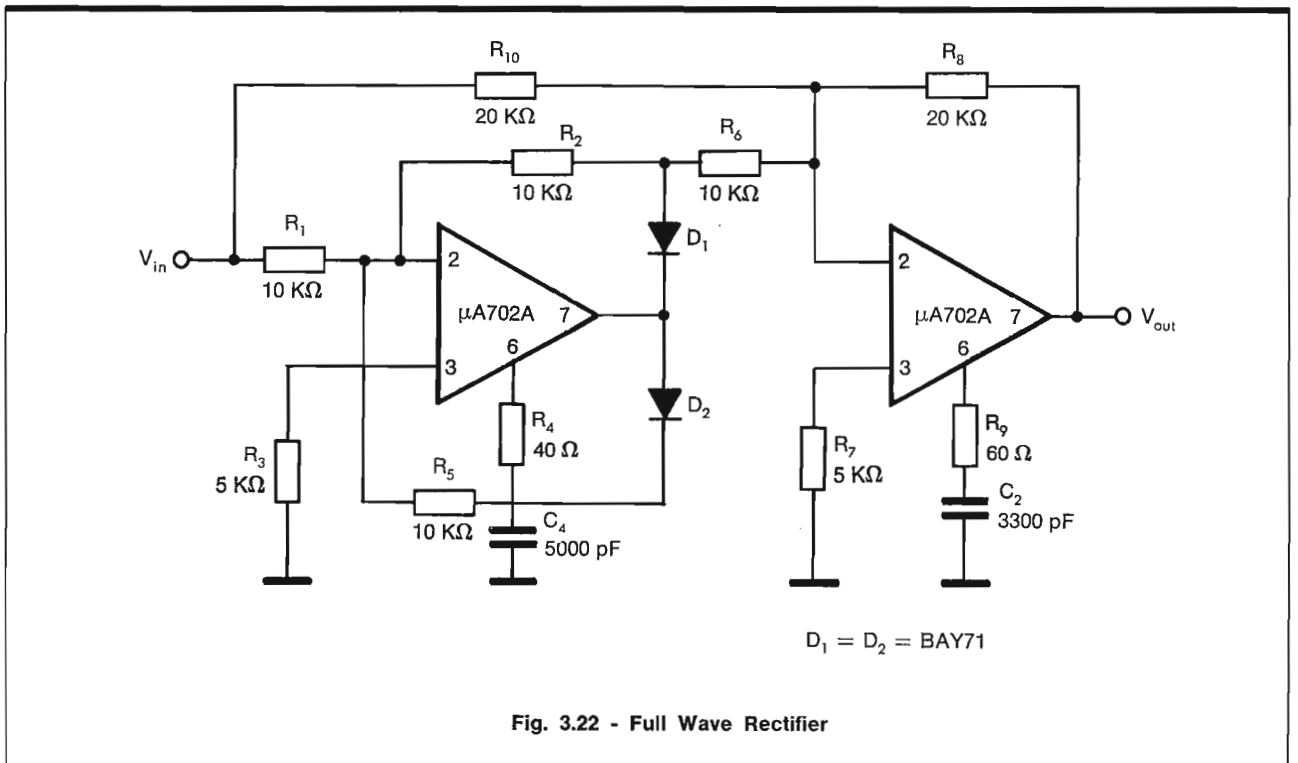 R10
20 KΩ
R8
20 KΩ
R2
10 KΩ
R6
10 KΩ
R1
10 KΩ
Vin
2
μA702A
7
6
3
D1
D2
R3
5 KΩ
R4
40 Ω
R5
10 KΩ
C4
5000 pF
2
μA702A
7
6
3
Vout
R7
5 KΩ
R9
60 Ω
C2
3300 pF
D1 = D2 = BAY71
Fig. 3.22 - Full Wave Rectifier